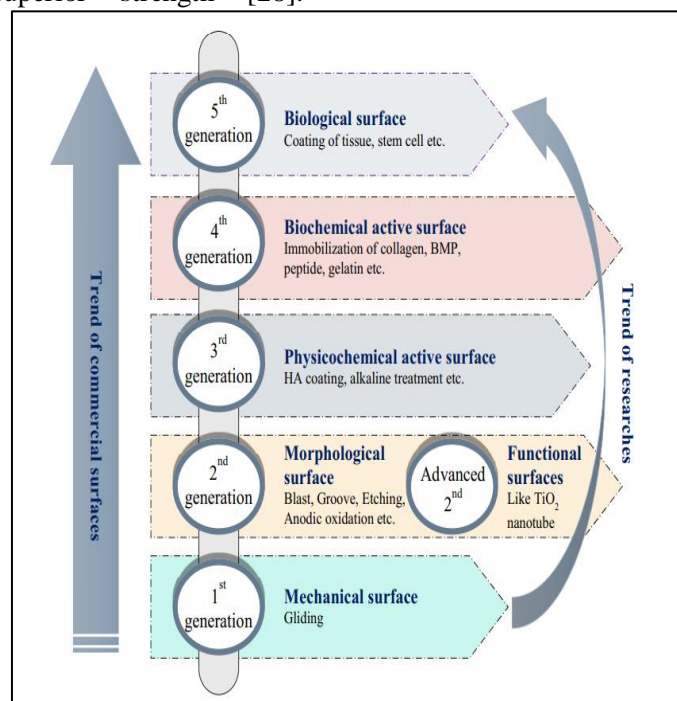 superior strength [28].
5th
generation
Biological surface
Coating of tissue, stem cell etc.
4th
generation
Biochemical active surface
Immobilization of collagen, BMP,
peptide, gelatin etc.
3rd
generation
Physicochemical active surface
HA coating, alkaline treatment etc.
2nd
generation
Morphological
surface
Blast, Groove, Etching,
Anodic oxidation etc.
Advanced
2nd
Functional
surfaces
Like TiO2
nanotube
1st
generation
Mechanical surface
Gliding
Trend of commercial surfaces
Trend of researches